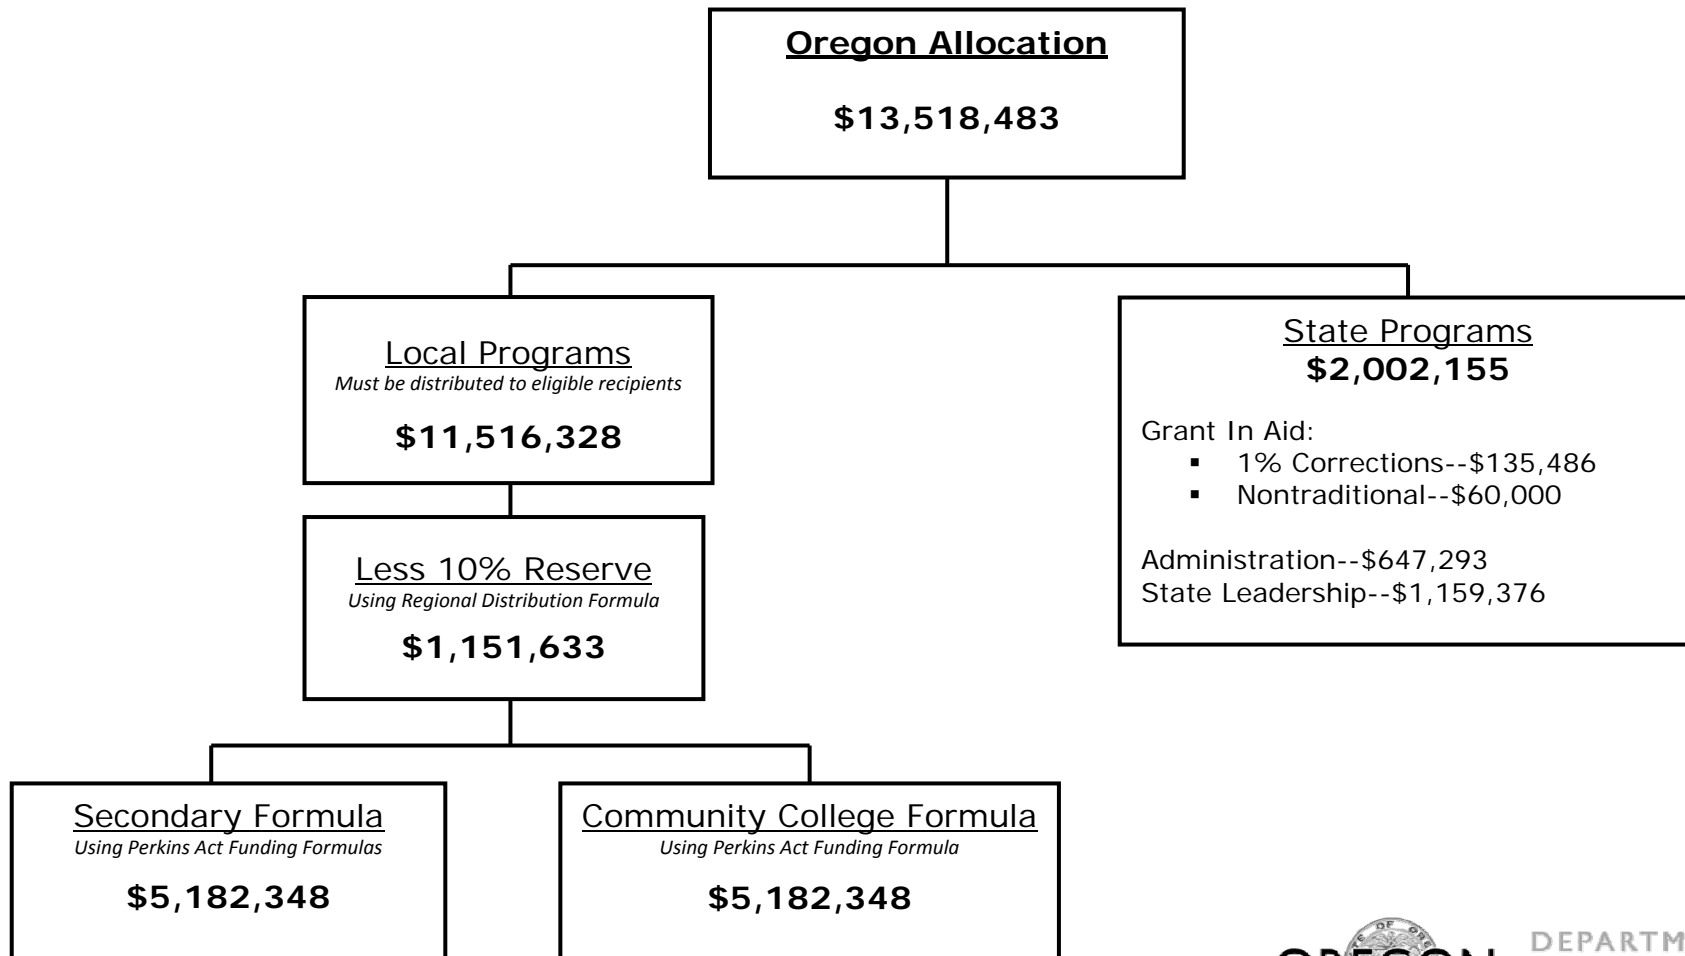 Oregon Allocation
$13,518,483
Local Programs
Must be distributed to eligible recipients
$11,516,328
State Programs
$2,002,155
Grant In Aid:
▪ 1% Corrections--$135,486
▪ Nontraditional--$60,000
Administration--$647,293
State Leadership--$1,159,376
Less 10% Reserve
Using Regional Distribution Formula
$1,151,633
Secondary Formula
Using Perkins Act Funding Formulas
$5,182,348
Community College Formula
Using Perkins Act Funding Formula
$5,182,348
OREGON